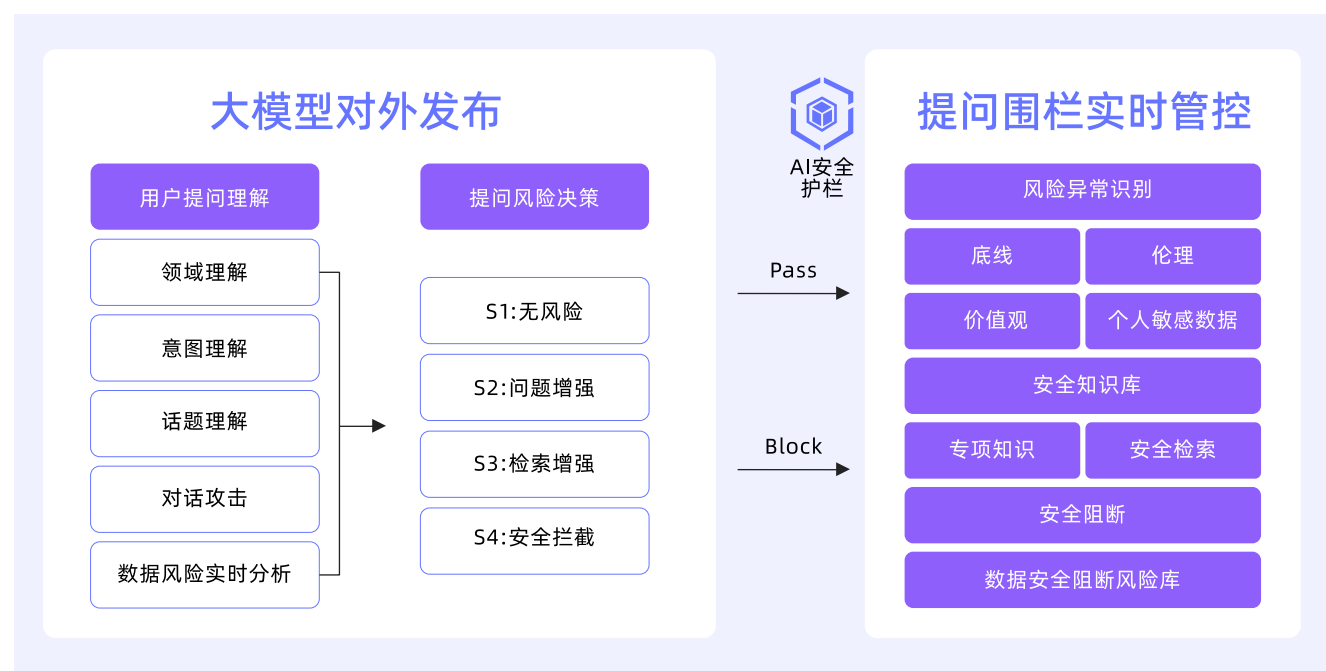 大模型对外发布
用户提问理解
领域理解
意图理解
话题理解
对话攻击
数据风险实时分析
提问风险决策
S1:无风险
S2:问题增强
S3:检索增强
S4:安全拦截
AI安全
护栏
Pass
Block
提问围栏实时管控
风险异常识别
底线
伦理
价值观
个人敏感数据
安全知识库
专项知识
安全检索
安全阻断
数据安全阻断风险库